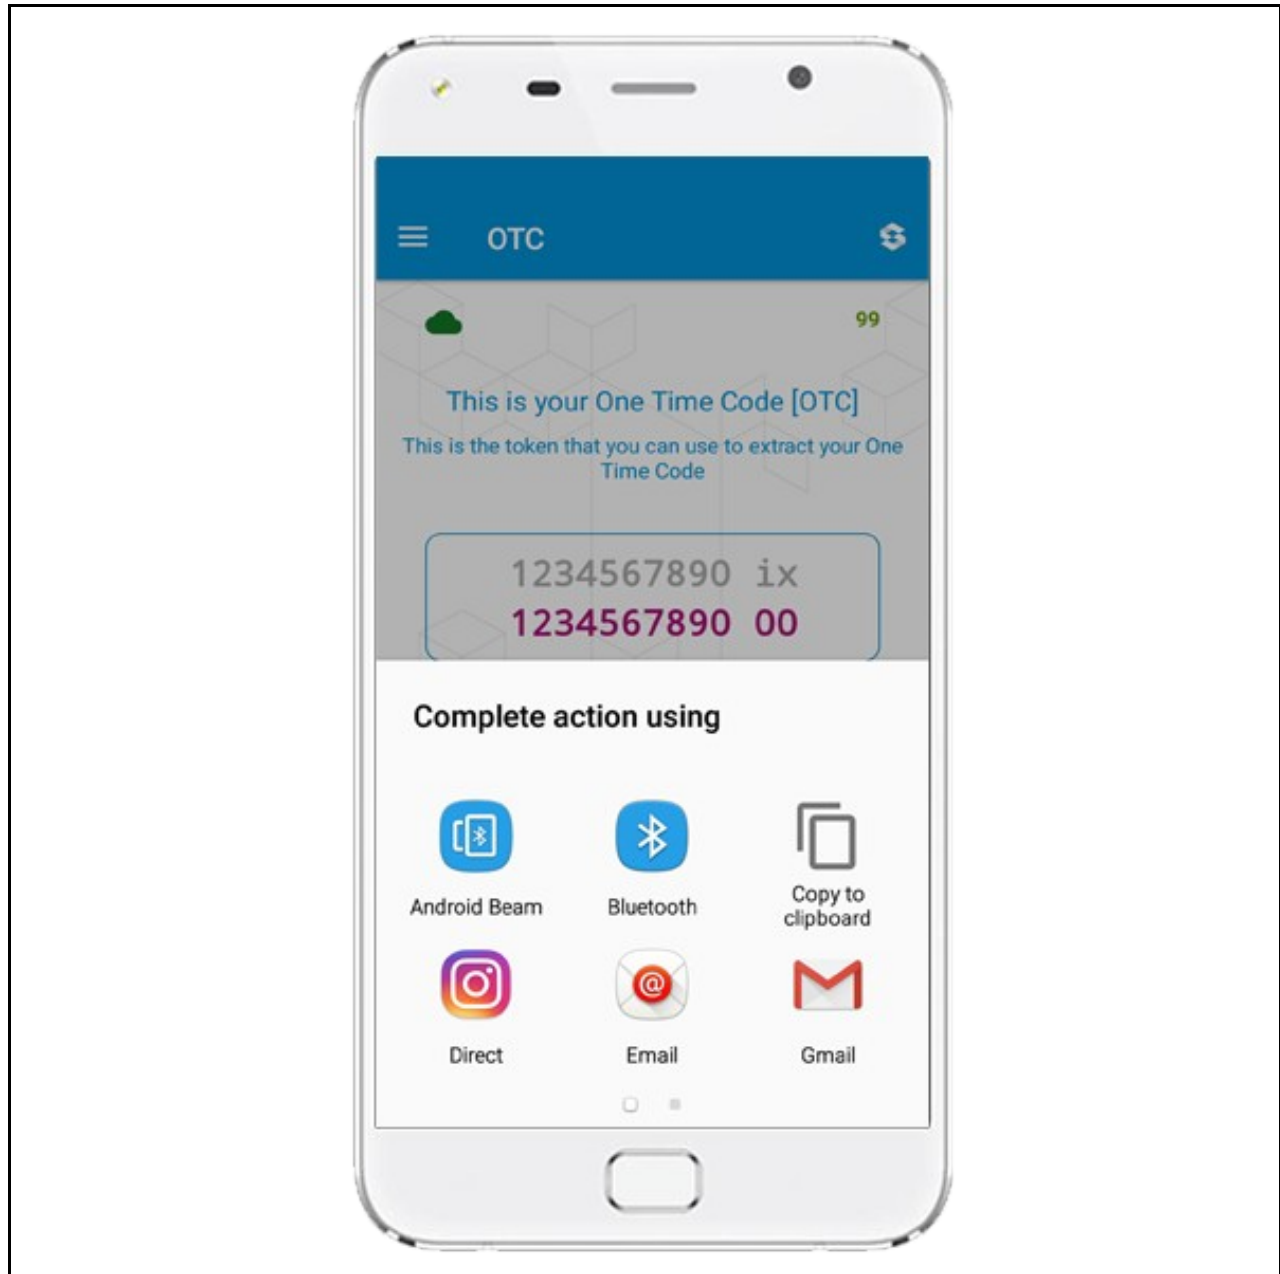 OTC
99
This is your One Time Code [OTC]
This is the token that you can use to extract your One
Time Code
1234567890 ix
1234567890 00
Complete action using
Android Beam
Bluetooth
Copy to
clipboard
@
Direct
Email
Gmail